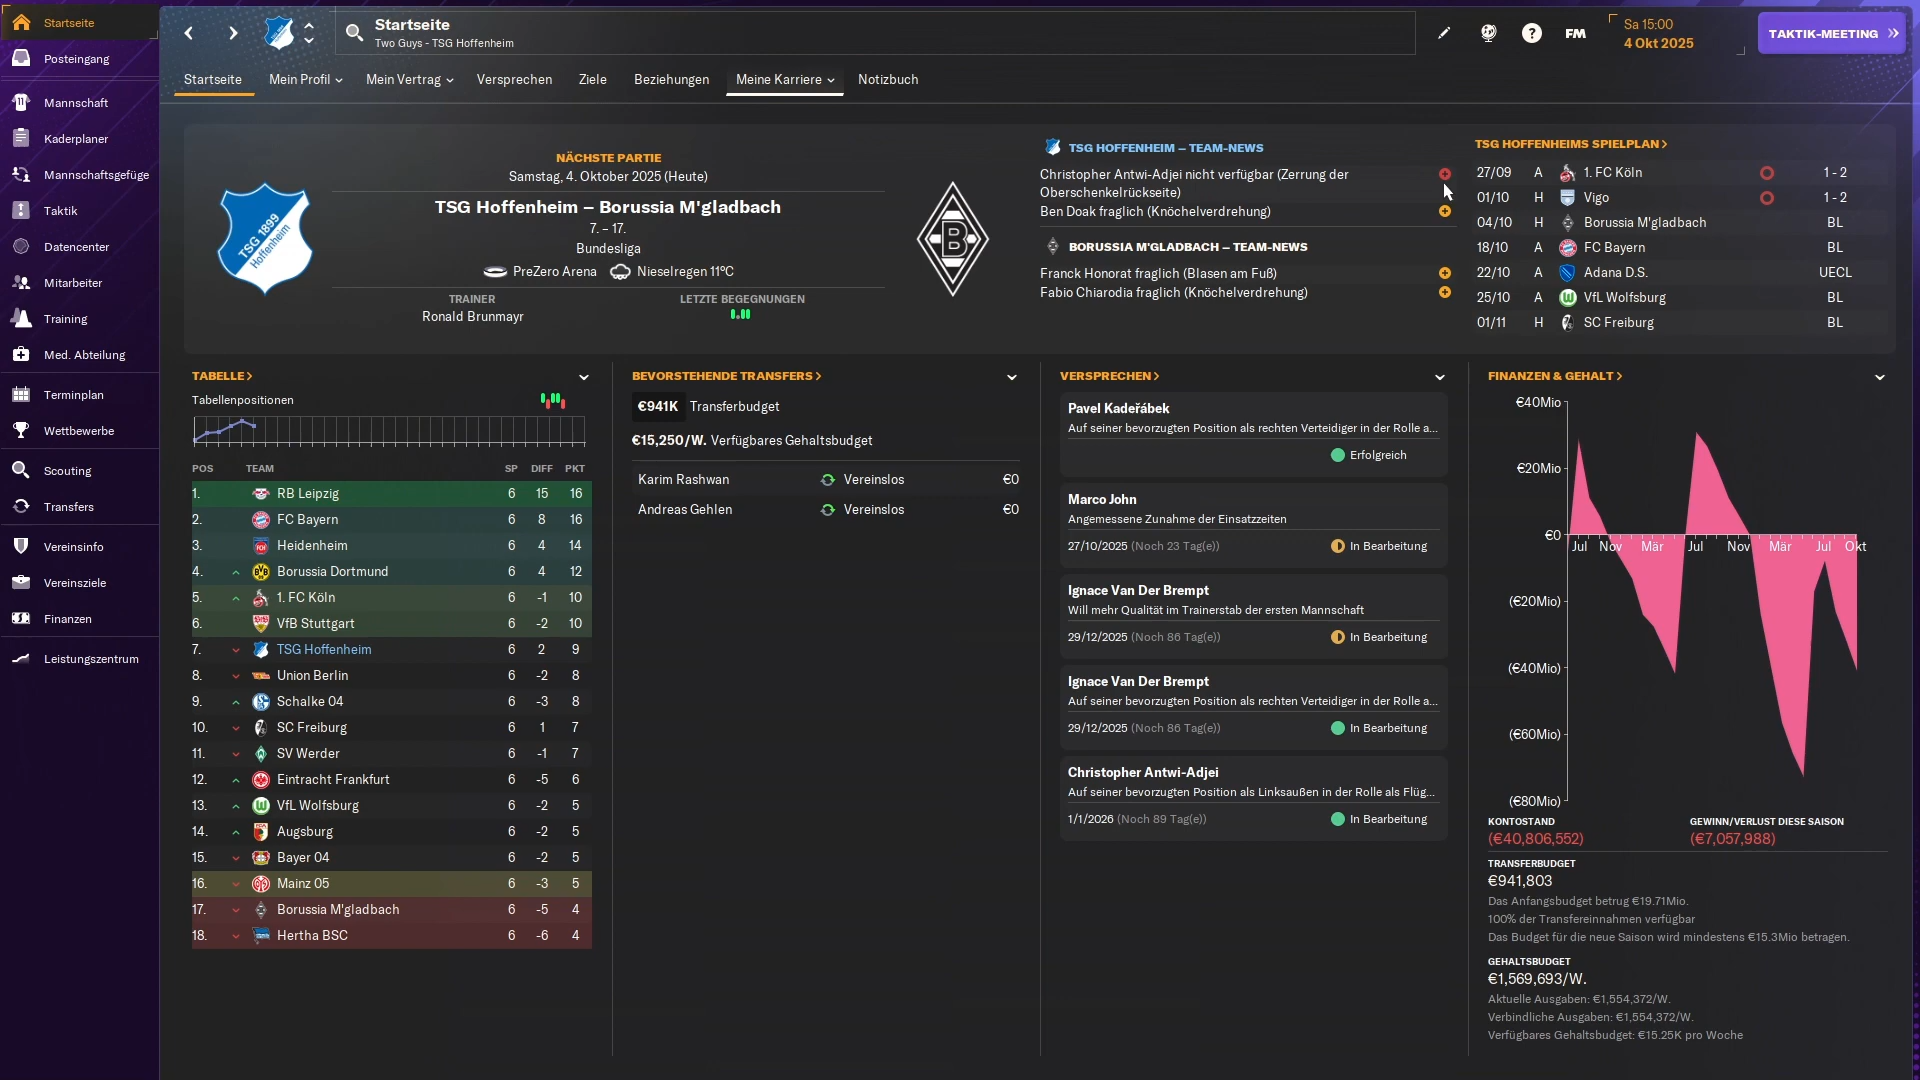 Startseite
Posteingang
Mannschaft
Kaderplaner
Mannschaftsgefüge
Taktik
Datencenter
Mitarbeiter
Training
Med. Abteilung
Terminplan
Wettbewerbe
Scouting
Transfers
Vereinsinfo
Vereinsziele
Finanzen
Leistungszentrum
Startseite
Two Guys - TSG Hoffenheim
FM
Sa 15:00
4 Okt 2025
TAKTIK-MEETING
Startseite Mein Profil Mein Vertrag Versprechen Ziele Beziehungen Meine Karriere Notizbuch
NÄCHSTE PARTIE
Samstag, 4. Oktober 2025 (Heute)
TSG Hoffenheim – Borussia M'gladbach
7. – 17.
Bundesliga
PreZero Arena Nieselregen 11°C
TRAINER LETZTE BEGEGNUNGEN
Ronald Brunmayr
TSG 1899
Hoffenheim
B
TSG HOFFENHEIM – TEAM-NEWS
Christopher Antwi-Adjei nicht verfügbar (Zerrung der
Oberschenkelrückseite)
Ben Doak fraglich (Knöchelverdrehung)
BORUSSIA M'GLADBACH – TEAM-NEWS
Franck Honorat fraglich (Blasen am Fuß)
Fabio Chiarodia fraglich (Knöchelverdrehung)
TSG HOFFENHEIMS SPIELPLAN
27/09 A 1. FC Köln 1 - 2
01/10 H Vigo 1 - 2
04/10 H Borussia M'gladbach BL
18/10 A FC Bayern BL
22/10 A Adana D.S. UECL
25/10 A VfL Wolfsburg BL
01/11 H SC Freiburg BL
TABELLE
Tabellenpositionen
POS TEAM SP DIFF PKT
1. RB Leipzig 6 15 16
2. FC Bayern 6 8 16
3. Heidenheim 6 4 14
4. Borussia Dortmund 6 4 12
5. 1. FC Köln 6 -1 10
6. VfB Stuttgart 6 -2 10
7. TSG Hoffenheim 6 2 9
8. Union Berlin 6 -2 8
9. Schalke 04 6 -3 8
10. SC Freiburg 6 1 7
11. SV Werder 6 -1 7
12. Eintracht Frankfurt 6 -5 6
13. VfL Wolfsburg 6 -2 5
14. Augsburg 6 -2 5
15. Bayer 04 6 -2 5
16. Mainz 05 6 -3 5
17. Borussia M'gladbach 6 -5 4
18. Hertha BSC 6 -6 4
BEVORSTEHENDE TRANSFERS
€941K Transferbudget
€15,250/W. Verfügbares Gehaltsbudget
Karim Rashwan Vereinslos €0
Andreas Gehlen Vereinslos €0
VERSPRECHEN
Pavel Kadeřábek
Auf seiner bevorzugten Position als rechten Verteidiger in der Rolle a...
Erfolgreich
Marco John
Angemessene Zunahme der Einsatzzeiten
27/10/2025 (Noch 23 Tag(e)) In Bearbeitung
Ignace Van Der Brempt
Will mehr Qualität im Trainerstab der ersten Mannschaft
29/12/2025 (Noch 86 Tag(e)) In Bearbeitung
Ignace Van Der Brempt
Auf seiner bevorzugten Position als rechten Verteidiger in der Rolle a...
29/12/2025 (Noch 86 Tag(e)) In Bearbeitung
Christopher Antwi-Adjei
Auf seiner bevorzugten Position als Linksaußen in der Rolle als Flüg...
1/1/2026 (Noch 89 Tag(e)) In Bearbeitung
FINANZEN & GEHALT
€40Mio
€20Mio
€0
Jul Nov Mär Jul Nov Mär Jul Okt
(€20Mio)
(€40Mio)
(€60Mio)
(€80Mio)
KONTOSTAND GEWINN/VERLUST DIESE SAISON
(€40,806,552) (€7,057,988)
TRANSFERBUDGET
€941,803
Das Anfangsbudget betrug €19.71Mio.
100% der Transfereinnahmen verfügbar
Das Budget für die neue Saison wird mindestens €15.3Mio betragen.
GEHALTSBUDGET
€1,569,693/W.
Aktuelle Ausgaben: €1,554,372/W.
Verbindliche Ausgaben: €1,554,372/W.
Verfügbares Gehaltsbudget: €15.25K pro Woche